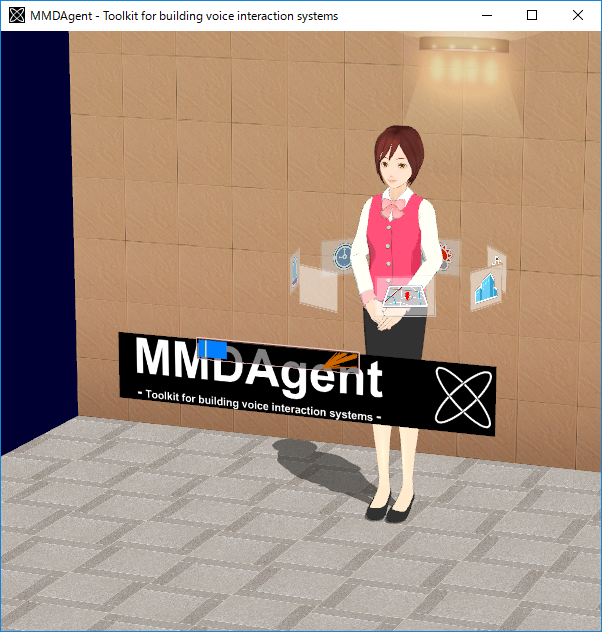 MMDAgent - Toolkit for building voice interaction systems
MMDAgent
- Toolkit for building voice interaction systems -